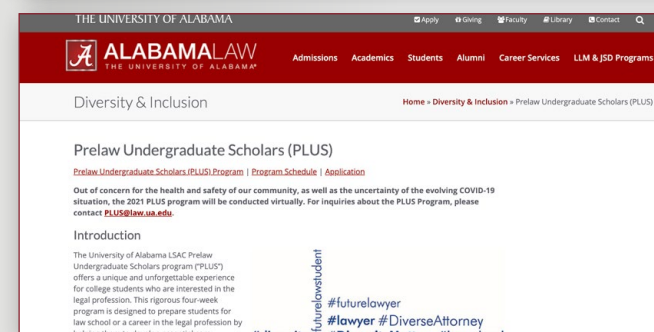 THE UNIVERSITY OF ALABAMA
Apply Giving Faculty Library Contact
ALABAMALAW
THE UNIVERSITY OF ALABAMA®
Admissions Academics Students Alumni Career Services LLM & JSD Programs
Diversity & Inclusion
Home » Diversity & Inclusion » Prelaw Undergraduate Scholars (PLUS)
Prelaw Undergraduate Scholars (PLUS)
Prelaw Undergraduate Scholars (PLUS) Program | Program Schedule | Application
Out of concern for the health and safety of our community, as well as the uncertainty of the evolving COVID-19
situation, the 2021 PLUS program will be conducted virtually. For inquiries about the PLUS Program, please
contact PLUS@law.ua.edu.
Introduction
The University of Alabama LSAC Prelaw
Undergraduate Scholars program ("PLUS")
offers a unique and unforgettable experience
for college students who are interested in the
legal profession. This rigorous four-week
program is designed to prepare students for
law school or a career in the legal profession by
futurelawstudent
#futurelawyer
#lawyer #DiverseAttorney